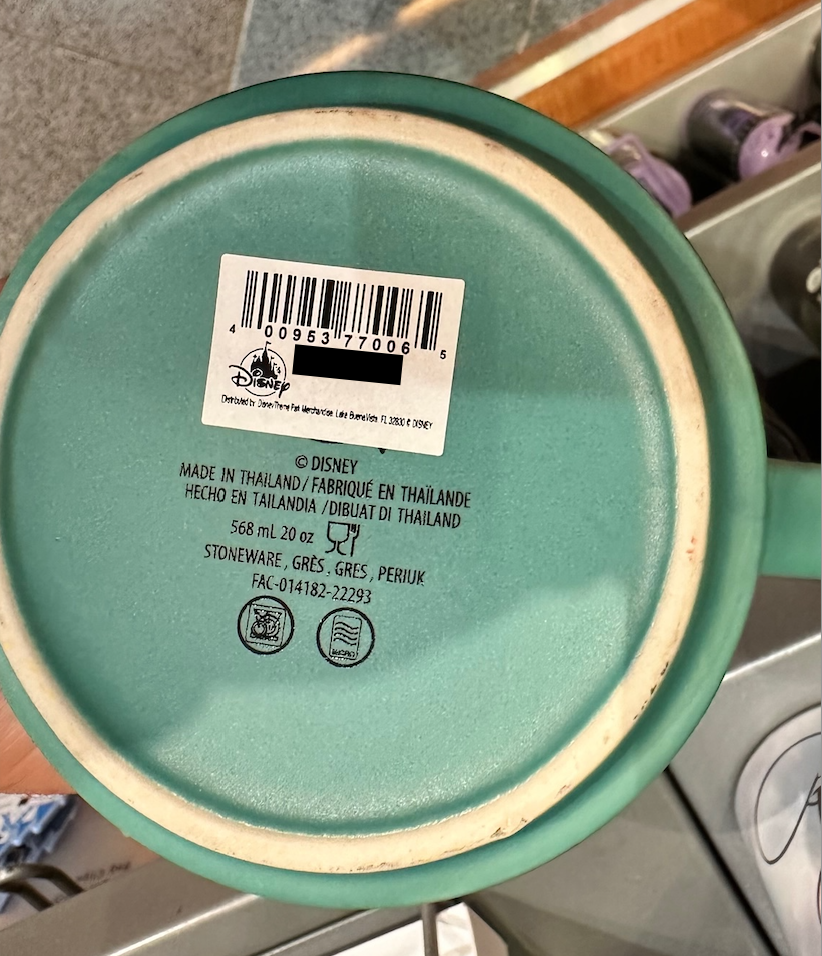 4 00953 77006 5
Disney
Distributed by Disney Theme Park Merchandise. Lake Buena Vista. FL 32830 © DISNEY
© DISNEY
MADE IN THAILAND / FABRIQUÉ EN THAÏLANDE
HECHO EN TAILANDIA / DIBUAT DI THAILAND
568 mL 20 oz
STONEWARE, GRÈS, GRES, PERIUK
FAC-014182-22293